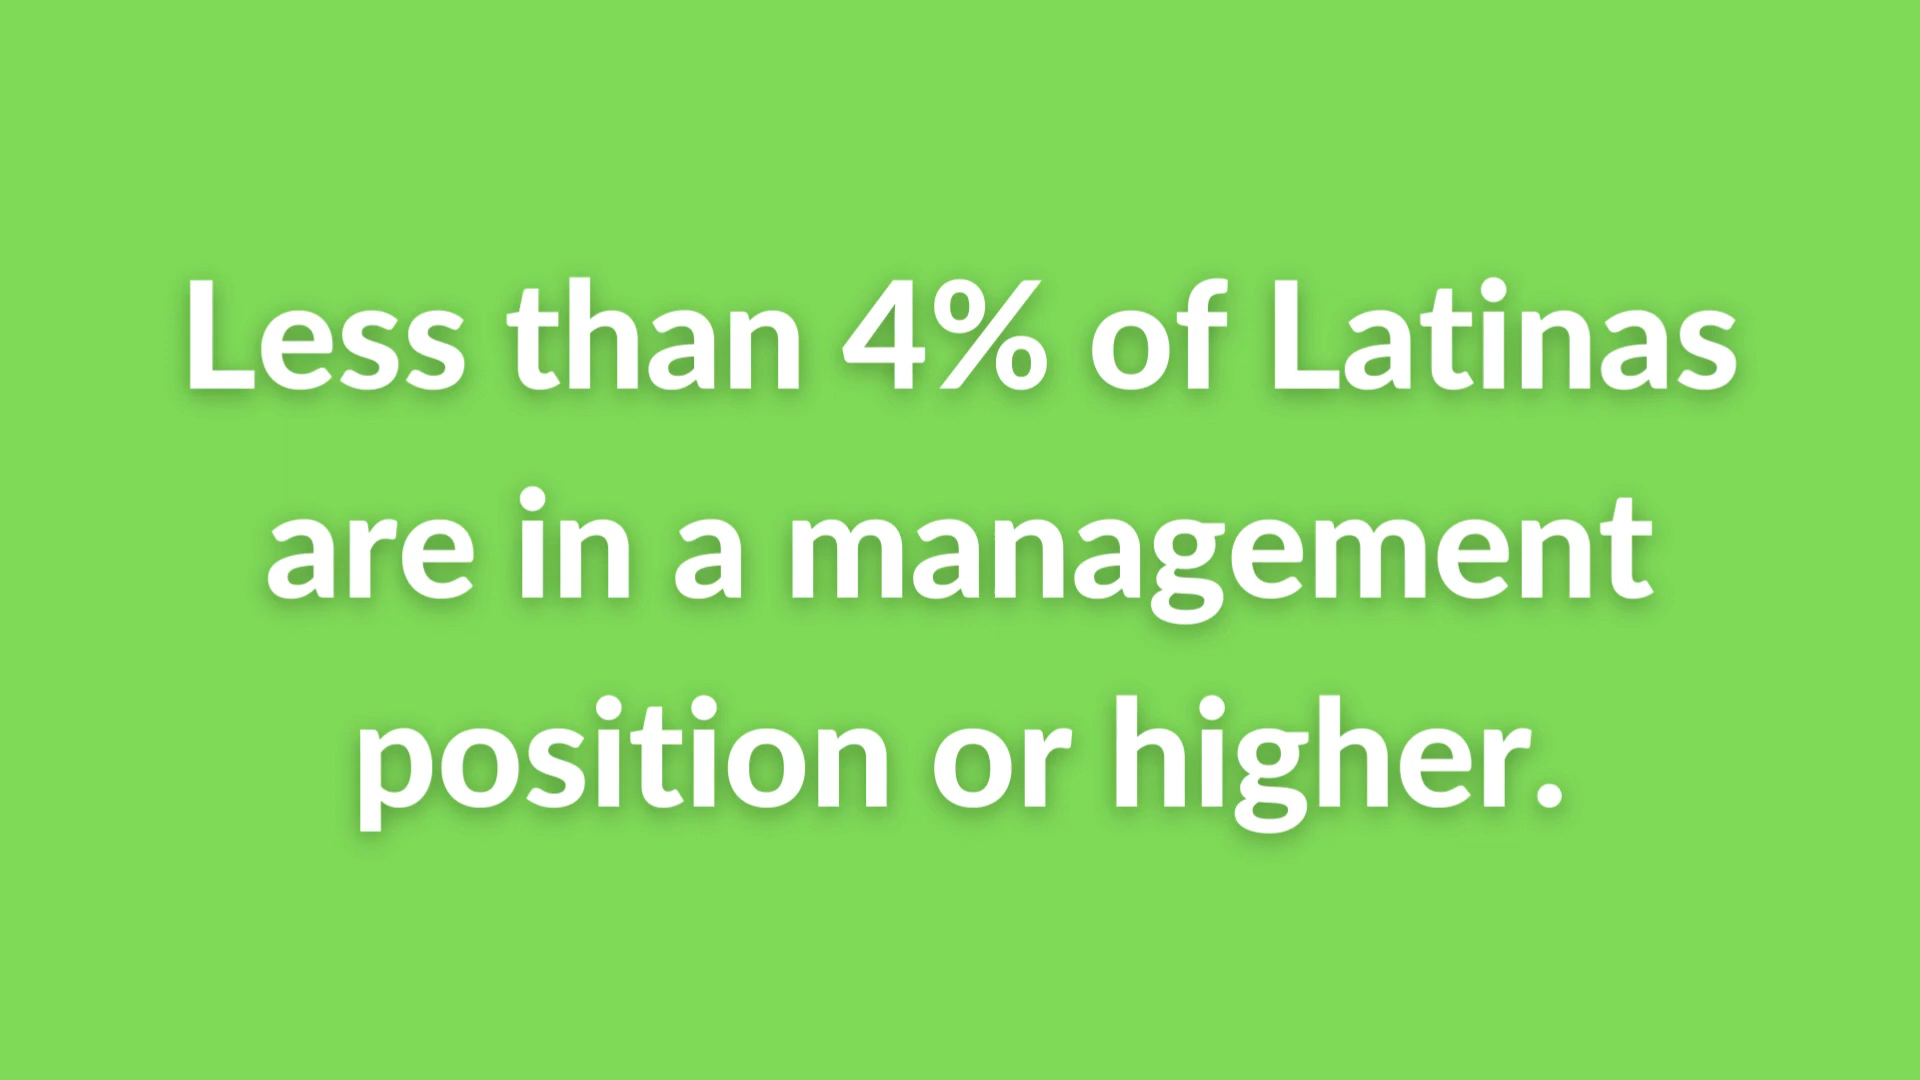 Less than 4% of Latinas
are in a management
position or higher.